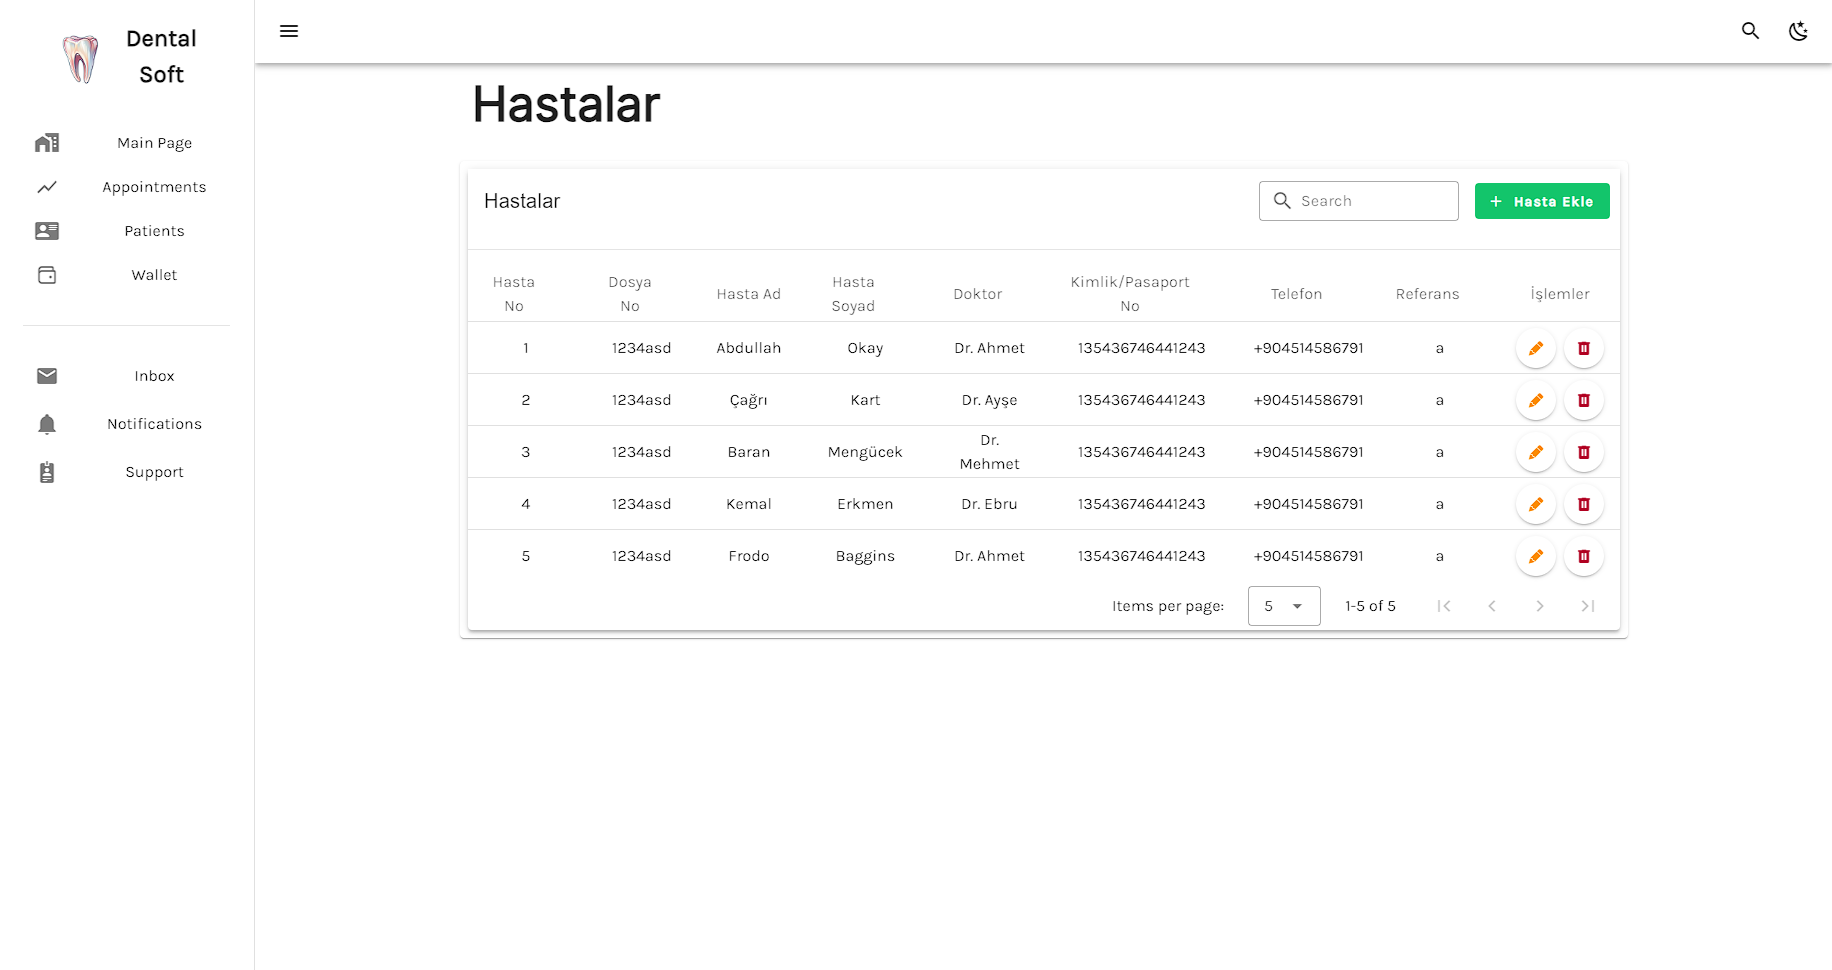 Dental
Soft
Main Page
Appointments
Patients
Wallet
Inbox
Notifications
Support
Hastalar
Hastalar
Search
+ Hasta Ekle
Hasta No Dosya No Hasta Ad Hasta Soyad Doktor Kimlik/Pasaport No Telefon Referans İşlemler
1 1234asd Abdullah Okay Dr. Ahmet 135436746441243 +904514586791 a
2 1234asd Çağrı Kart Dr. Ayşe 135436746441243 +904514586791 a
3 1234asd Baran Mengücek Dr. Mehmet 135436746441243 +904514586791 a
4 1234asd Kemal Erkmen Dr. Ebru 135436746441243 +904514586791 a
5 1234asd Frodo Baggins Dr. Ahmet 135436746441243 +904514586791 a
Items per page: 5 1-5 of 5